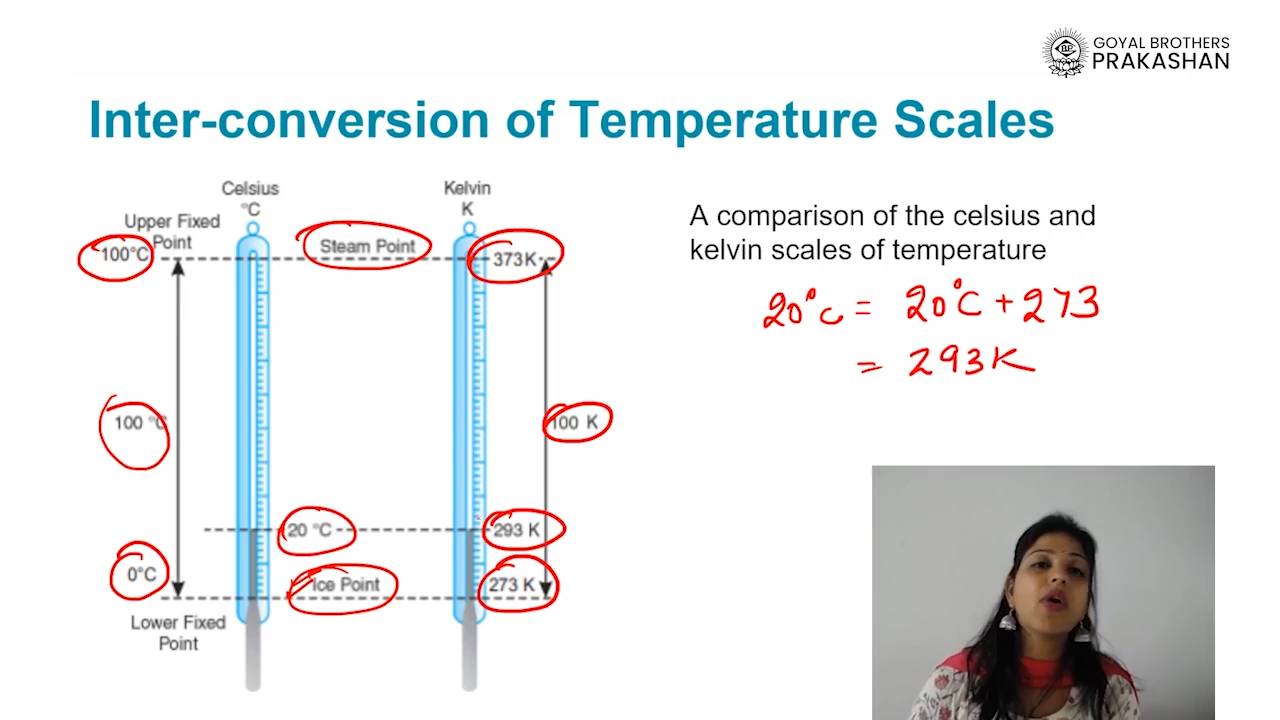 GOYAL BROTHERS
PRAKASHAN
Inter-conversion of Temperature Scales
Celsius
°C
Kelvin
K
Upper Fixed
Point
100°C
Steam Point
373K
100 °C
100 K
20 °C
293 K
0°C
Ice Point
273 K
Lower Fixed
Point
A comparison of the celsius and
kelvin scales of temperature
20°C = 20°C + 273
= 293K